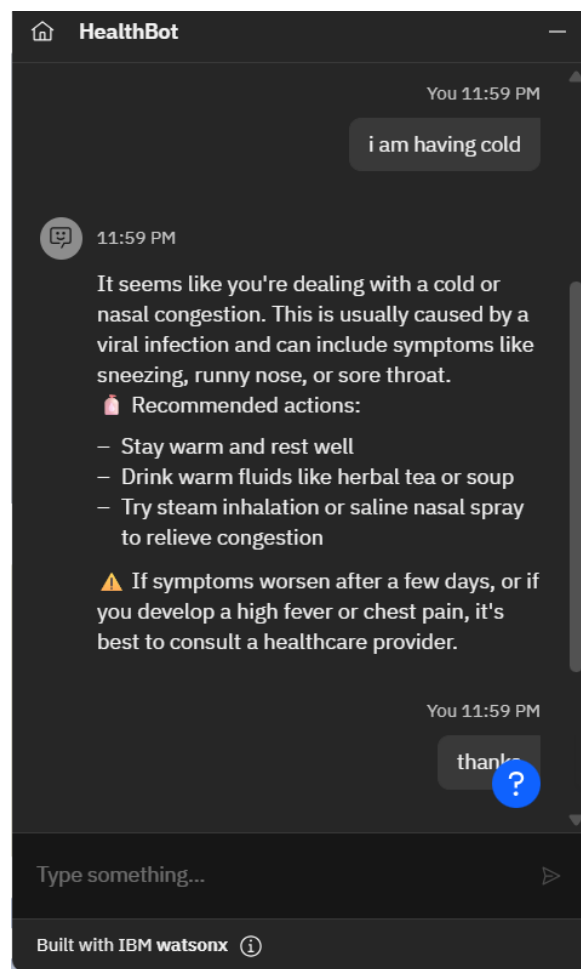 HealthBot
You 11:59 PM
i am having cold
11:59 PM
It seems like you're dealing with a cold or
nasal congestion. This is usually caused by a
viral infection and can include symptoms like
sneezing, runny nose, or sore throat.
Recommended actions:
– Stay warm and rest well
– Drink warm fluids like herbal tea or soup
– Try steam inhalation or saline nasal spray
to relieve congestion
If symptoms worsen after a few days, or if
you develop a high fever or chest pain, it's
best to consult a healthcare provider.
You 11:59 PM
thanks
?
Type something...
Built with IBM watsonx